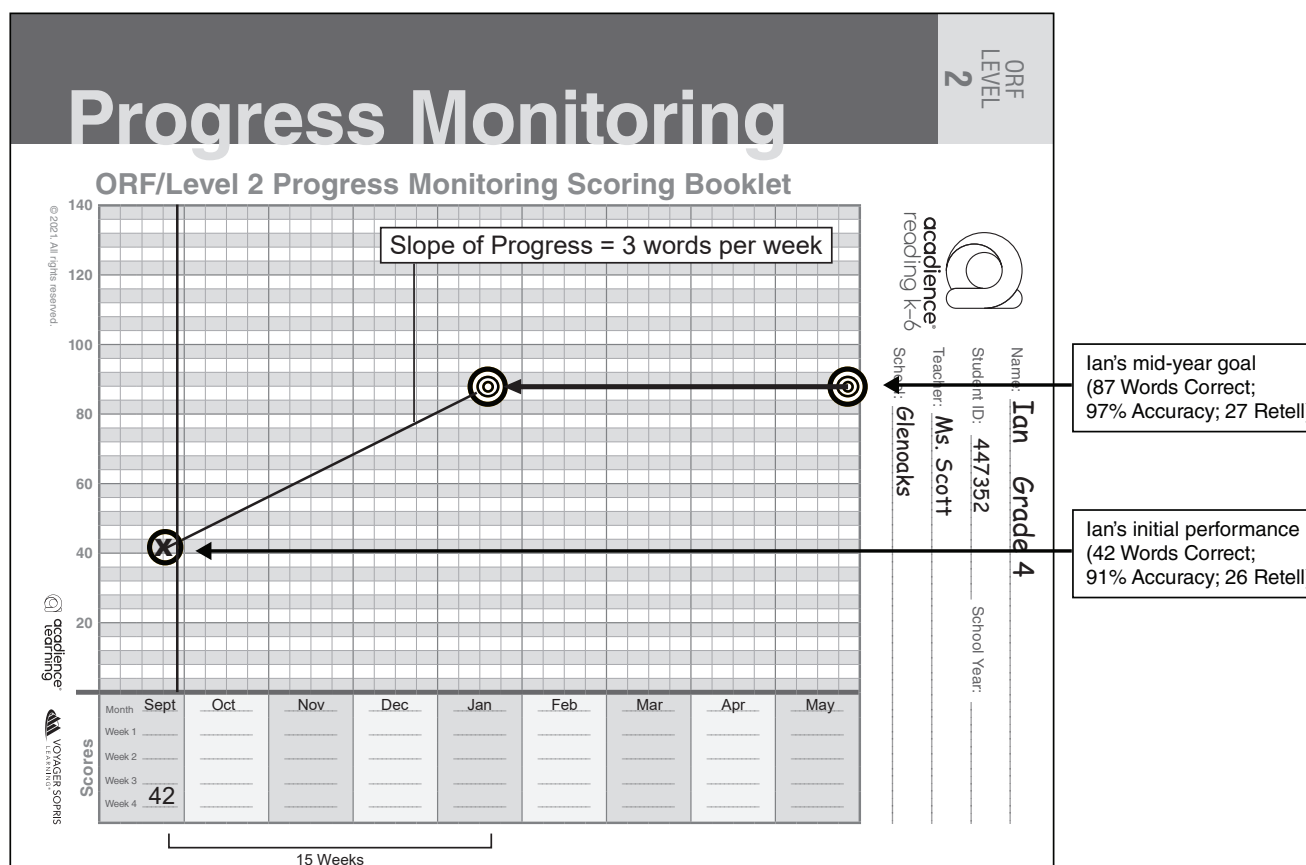 ORF
LEVEL
2
Progress Monitoring
ORF/Level 2 Progress Monitoring Scoring Booklet
© 2021. All rights reserved.
140
120
100
80
60
40
20
Slope of Progress = 3 words per week
acadience®
reading K–6
Name: Ian Grade 4
Student ID: 447352 School Year:
Teacher: Ms. Scott
School: Glenoaks
Ian’s mid-year goal
(87 Words Correct;
97% Accuracy; 27 Retell)
Ian’s initial performance
(42 Words Correct;
91% Accuracy; 26 Retell)
x
acadience®
learning
VOYAGER SOPRIS
LEARNING®
Scores
Month Sept Oct Nov Dec Jan Feb Mar Apr May
Week 1
Week 2
Week 3
Week 4 42
15 Weeks